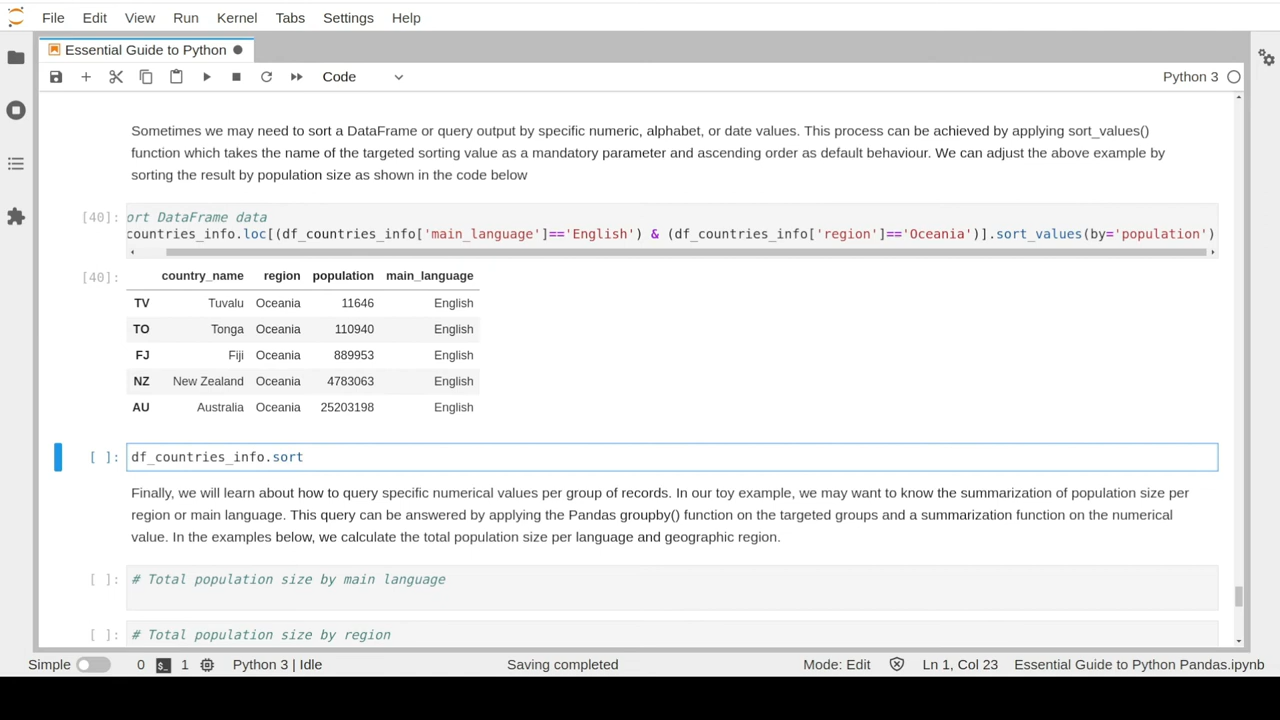 File Edit View Run Kernel Tabs Settings Help
Essential Guide to Python
Code
Python 3
Sometimes we may need to sort a DataFrame or query output by specific numeric, alphabet, or date values. This process can be achieved by applying sort_values()
function which takes the name of the targeted sorting value as a mandatory parameter and ascending order as default behaviour. We can adjust the above example by
sorting the result by population size as shown in the code below
[40]: ort DataFrame data
countries_info.loc[(df_countries_info['main_language']=='English') & (df_countries_info['region']=='Oceania')].sort_values(by='population')
[40]: country_name region population main_language
TV Tuvalu Oceania 11646 English
TO Tonga Oceania 110940 English
FJ Fiji Oceania 889953 English
NZ New Zealand Oceania 4783063 English
AU Australia Oceania 25203198 English
[ ]: df_countries_info.sort
Finally, we will learn about how to query specific numerical values per group of records. In our toy example, we may want to know the summarization of population size per
region or main language. This query can be answered by applying the Pandas groupby() function on the targeted groups and a summarization function on the numerical
value. In the examples below, we calculate the total population size per language and geographic region.
[ ]: # Total population size by main language
[ ]: # Total population size by region
Simple 0 $_ 1 Python 3 | Idle Saving completed Mode: Edit Ln 1, Col 23 Essential Guide to Python Pandas.ipynb